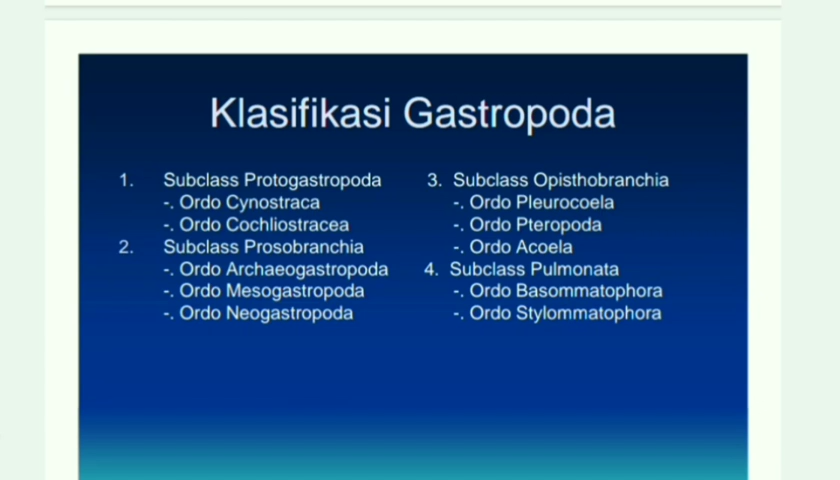 Klasifikasi Gastropoda
1. Subclass Protogastropoda
-. Ordo Cynostraca
-. Ordo Cochliostracea
2. Subclass Prosobranchia
-. Ordo Archaeogastropoda
-. Ordo Mesogastropoda
-. Ordo Neogastropoda
3. Subclass Opisthobranchia
-. Ordo Pleurocoela
-. Ordo Pteropoda
-. Ordo Acoela
4. Subclass Pulmonata
-. Ordo Basommatophora
-. Ordo Stylommatophora